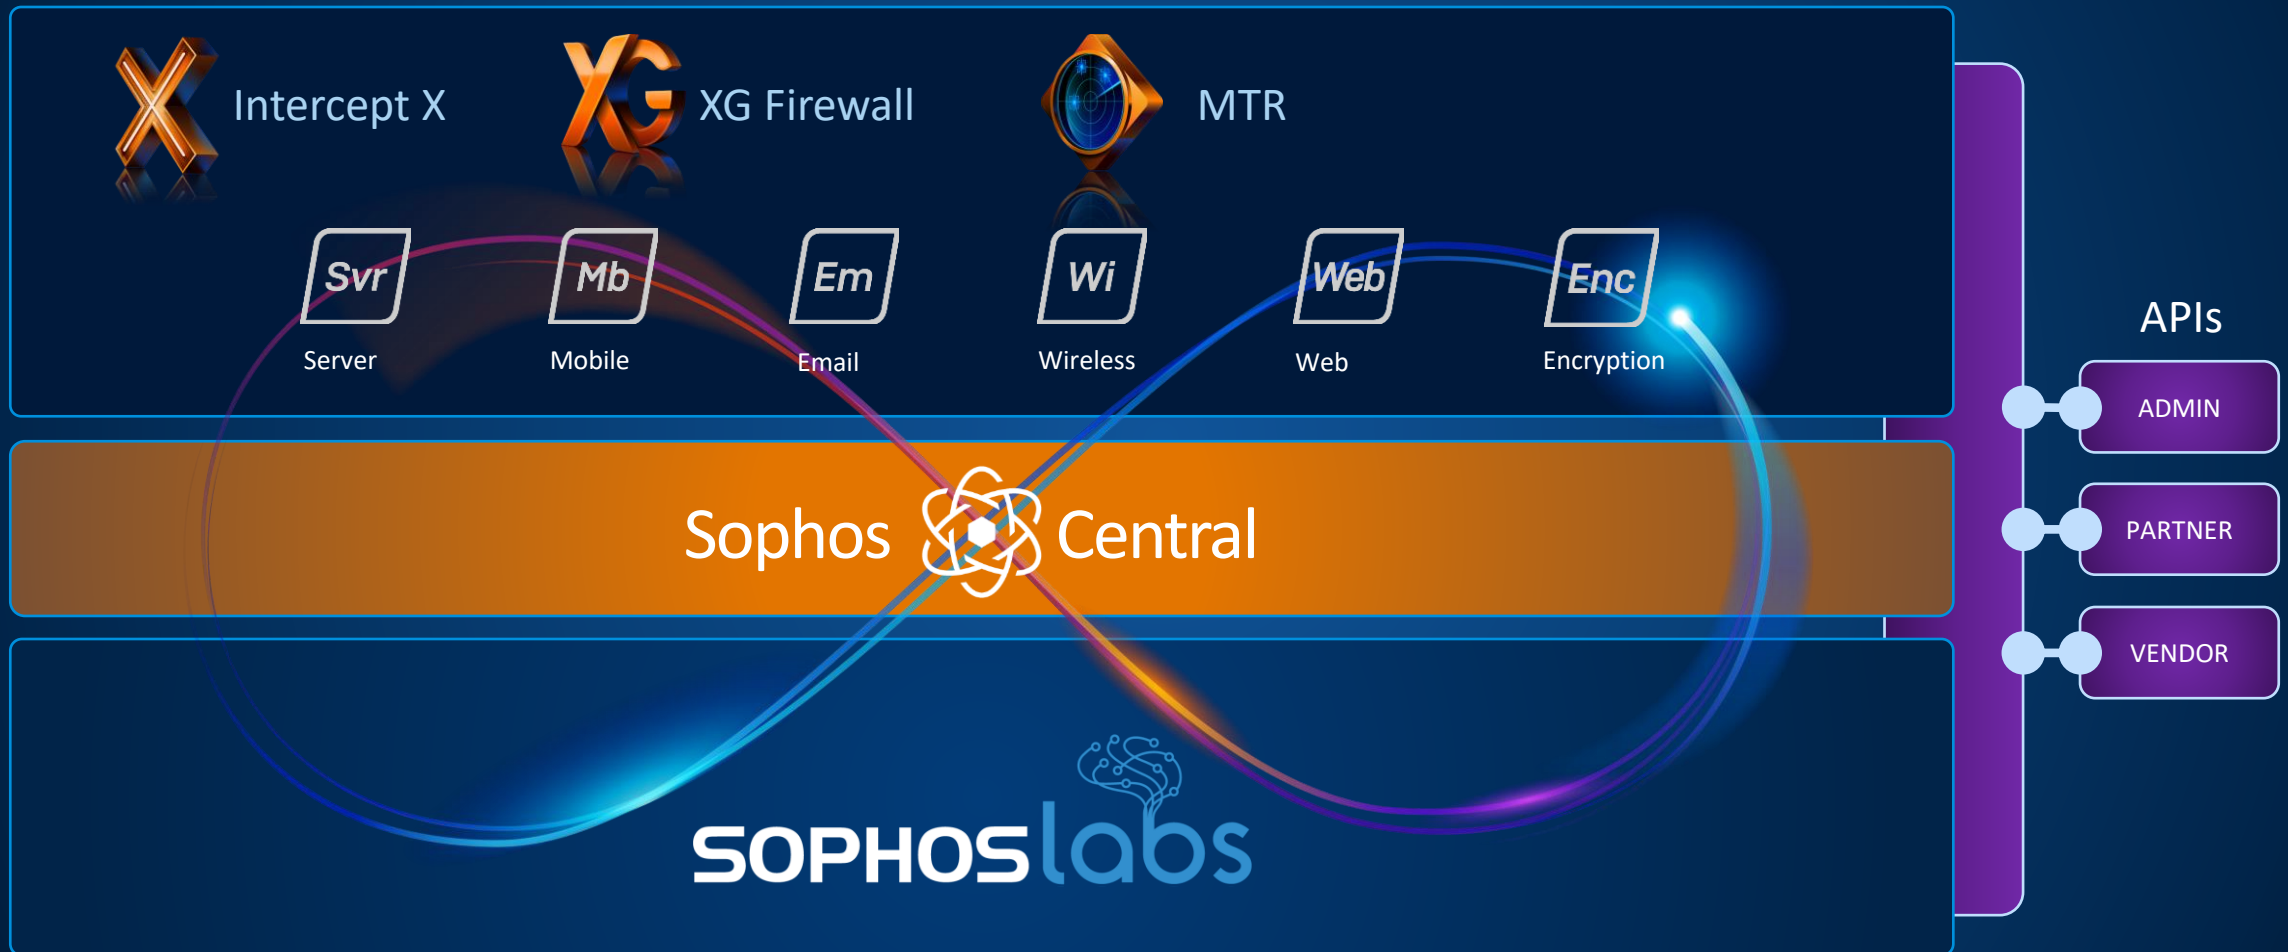 X Intercept X
XG XG Firewall
MTR
Svr
Mb
Em
Wi
Web
Enc
Server
Mobile
Email
Wireless
Web
Encryption
APIs
ADMIN
PARTNER
VENDOR
Sophos Central
SOPHOS labs